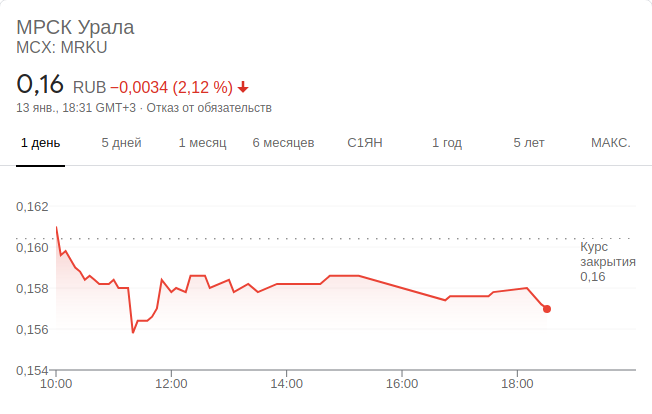 МРСК Урала
MCX: MRKU
0,16 RUB −0,0034 (2,12 %)
13 янв., 18:31 GMT+3 · Отказ от обязательств
1 день 5 дней 1 месяц 6 месяцев С1ЯН 1 год 5 лет МАКС.
0,162
0,160
Курс
закрытия
0,16
0,158
0,156
0,154
10:00 12:00 14:00 16:00 18:00